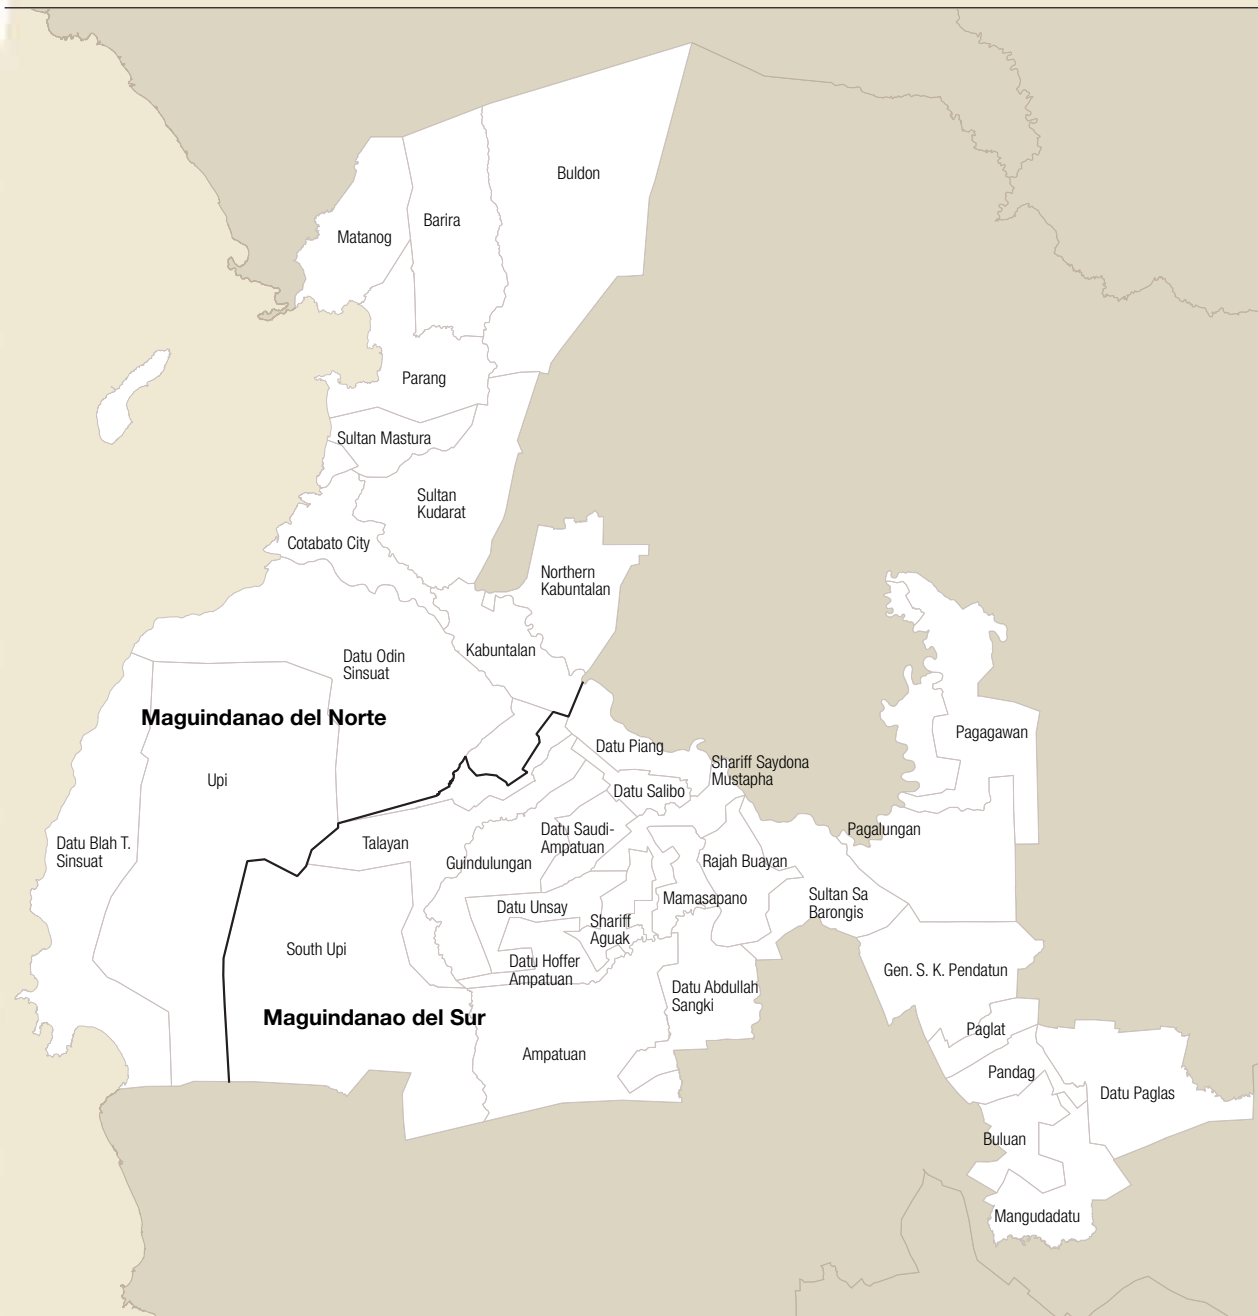 Buldon
Barira
Matanog
Parang
Sultan Mastura
Sultan
Kudarat
Cotabato City
Northern
Kabuntalan
Kabuntalan
Datu Odin
Sinsuat
Maguindanao del Norte
Pagagawan
Datu Piang
Shariff Saydona
Mustapha
Upi
Datu Salibo
Datu Blah T.
Sinsuat
Talayan
Datu Saudi-
Ampatuan
Pagalungan
Guindulungan
Rajah Buayan
Datu Unsay
Mamasapano
Sultan Sa
Barongis
Shariff
Aguak
South Upi
Datu Hoffer
Ampatuan
Gen. S. K. Pendatun
Datu Abdullah
Sangki
Maguindanao del Sur
Paglat
Ampatuan
Pandag
Datu Paglas
Buluan
Mangudadatu